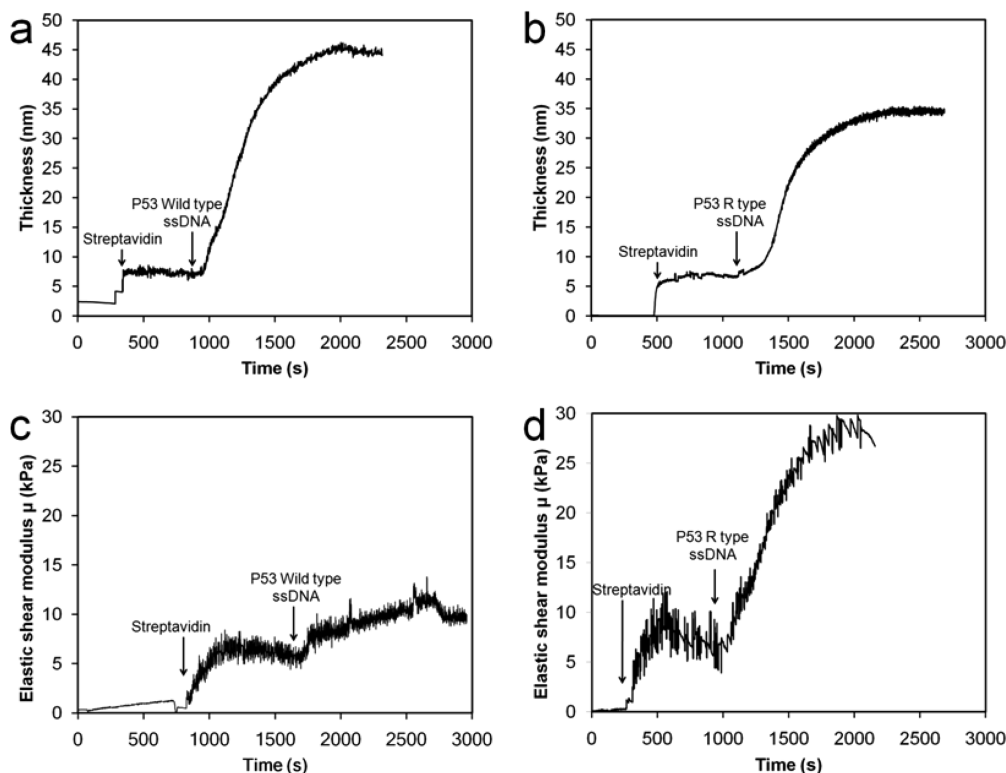 a
50
45
40
35
30
25
20
15
10
5
0
Thickness (nm)
Streptavidin
P53 Wild type
ssDNA
0 500 1000 1500 2000 2500 3000
Time (s)
b
50
45
40
35
30
25
20
15
10
5
0
Thickness (nm)
Streptavidin
P53 R type
ssDNA
0 500 1000 1500 2000 2500 3000
Time (s)
c
30
25
20
15
10
5
0
Elastic shear modulus μ (kPa)
Streptavidin
P53 Wild type
ssDNA
0 500 1000 1500 2000 2500 3000
Time (s)
d
30
25
20
15
10
5
0
Elastic shear modulus μ (kPa)
Streptavidin
P53 R type
ssDNA
0 500 1000 1500 2000 2500 3000
Time (s)